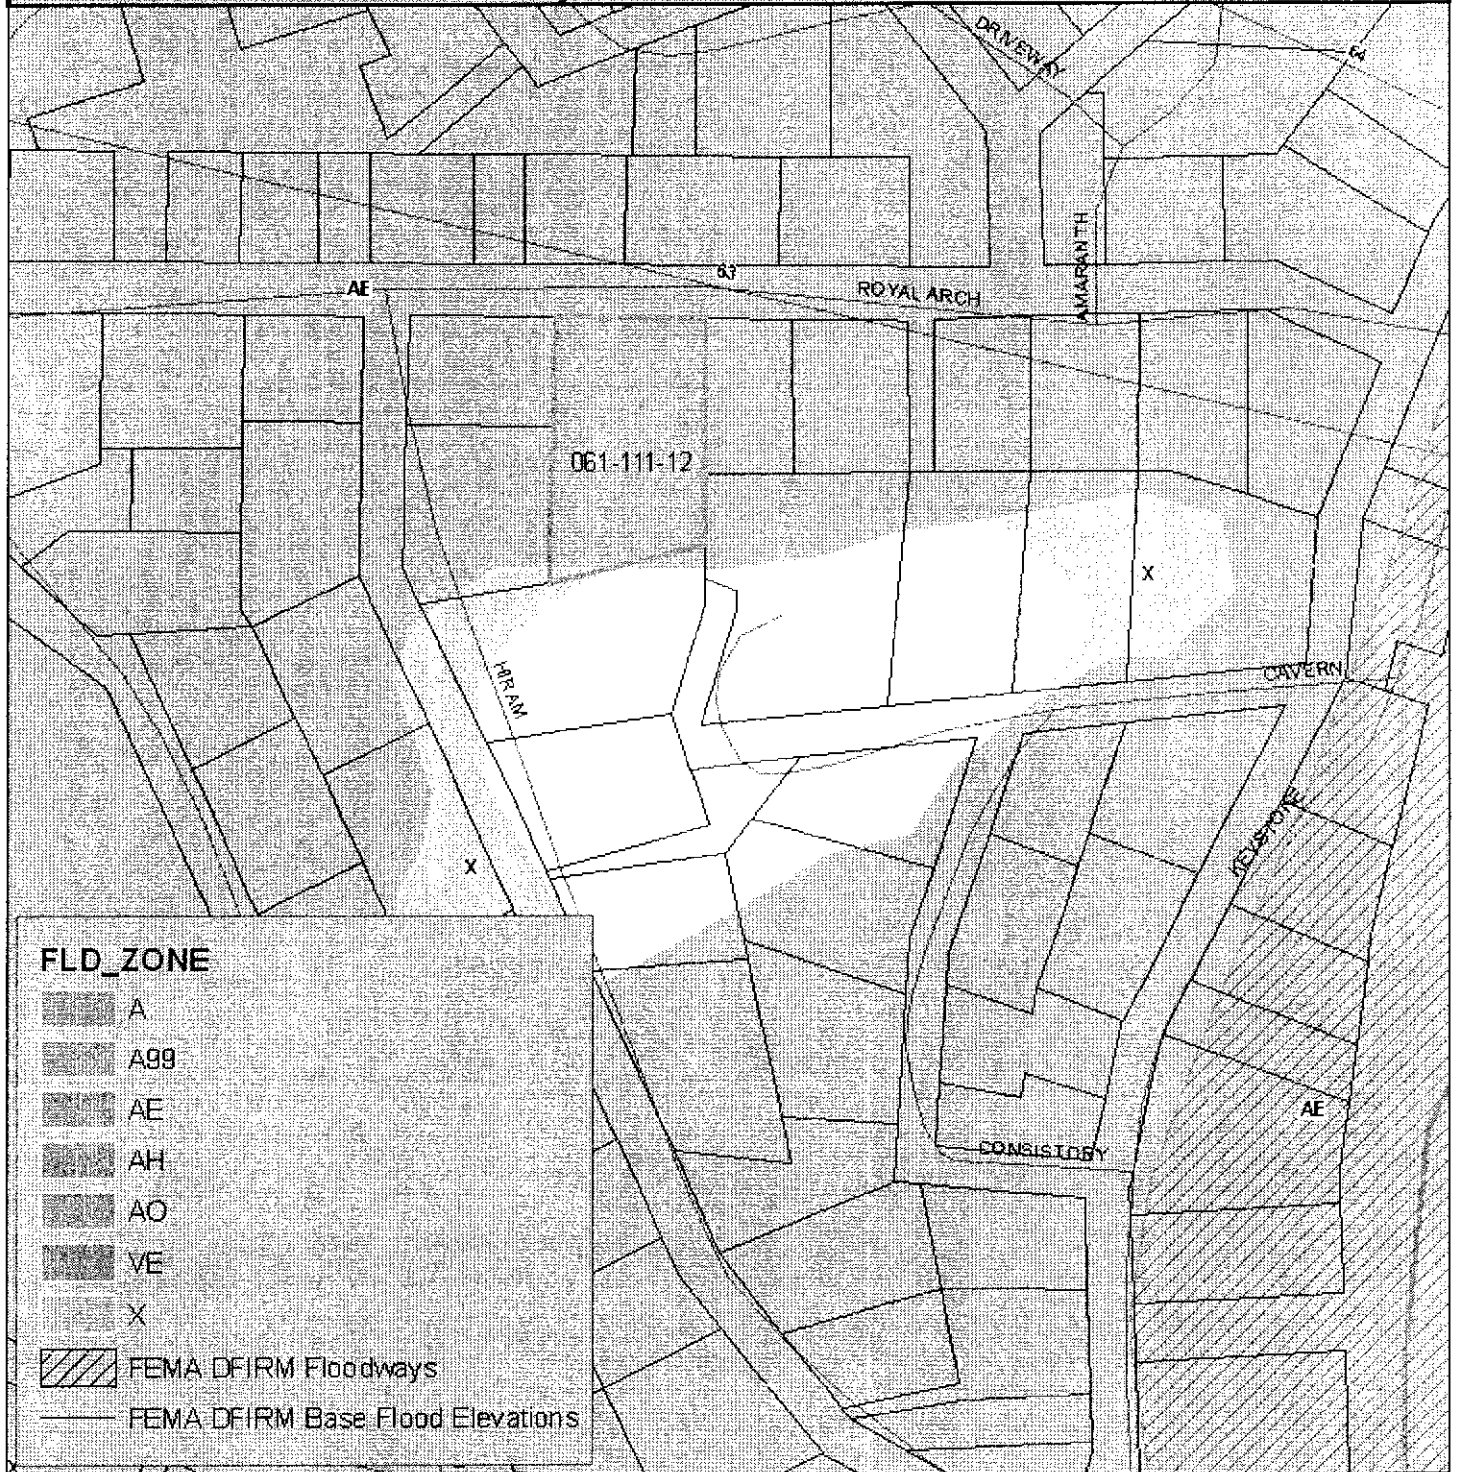 DRIVEWAY
64
AMARANTH
63
AE
ROYAL ARCH
061-111-12
X
HIRAM
CAVERN
KEYSTONE
X
FLD_ZONE
A
A99
AE
AH
AO
VE
X
FEMA DFIRM Floodways
FEMA DFIRM Base Flood Elevations
AE
CONSISTORY